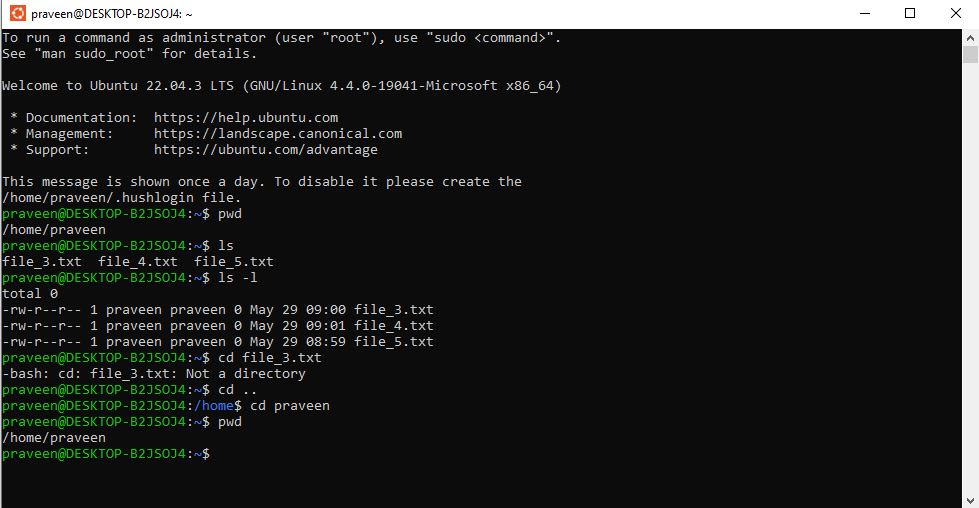 praveen@DESKTOP-B2JSOJ4: ~
To run a command as administrator (user "root"), use "sudo <command>".
See "man sudo_root" for details.
Welcome to Ubuntu 22.04.3 LTS (GNU/Linux 4.4.0-19041-Microsoft x86_64)
* Documentation:  https://help.ubuntu.com
* Management:     https://landscape.canonical.com
* Support:        https://ubuntu.com/advantage
This message is shown once a day. To disable it please create the
/home/praveen/.hushlogin file.
praveen@DESKTOP-B2JSOJ4:~$ pwd
/home/praveen
praveen@DESKTOP-B2JSOJ4:~$ ls
file_3.txt  file_4.txt  file_5.txt
praveen@DESKTOP-B2JSOJ4:~$ ls -l
total 0
-rw-r--r-- 1 praveen praveen 0 May 29 09:00 file_3.txt
-rw-r--r-- 1 praveen praveen 0 May 29 09:01 file_4.txt
-rw-r--r-- 1 praveen praveen 0 May 29 08:59 file_5.txt
praveen@DESKTOP-B2JSOJ4:~$ cd file_3.txt
-bash: cd: file_3.txt: Not a directory
praveen@DESKTOP-B2JSOJ4:~$ cd ..
praveen@DESKTOP-B2JSOJ4:/home$ cd praveen
praveen@DESKTOP-B2JSOJ4:~$ pwd
/home/praveen
praveen@DESKTOP-B2JSOJ4:~$